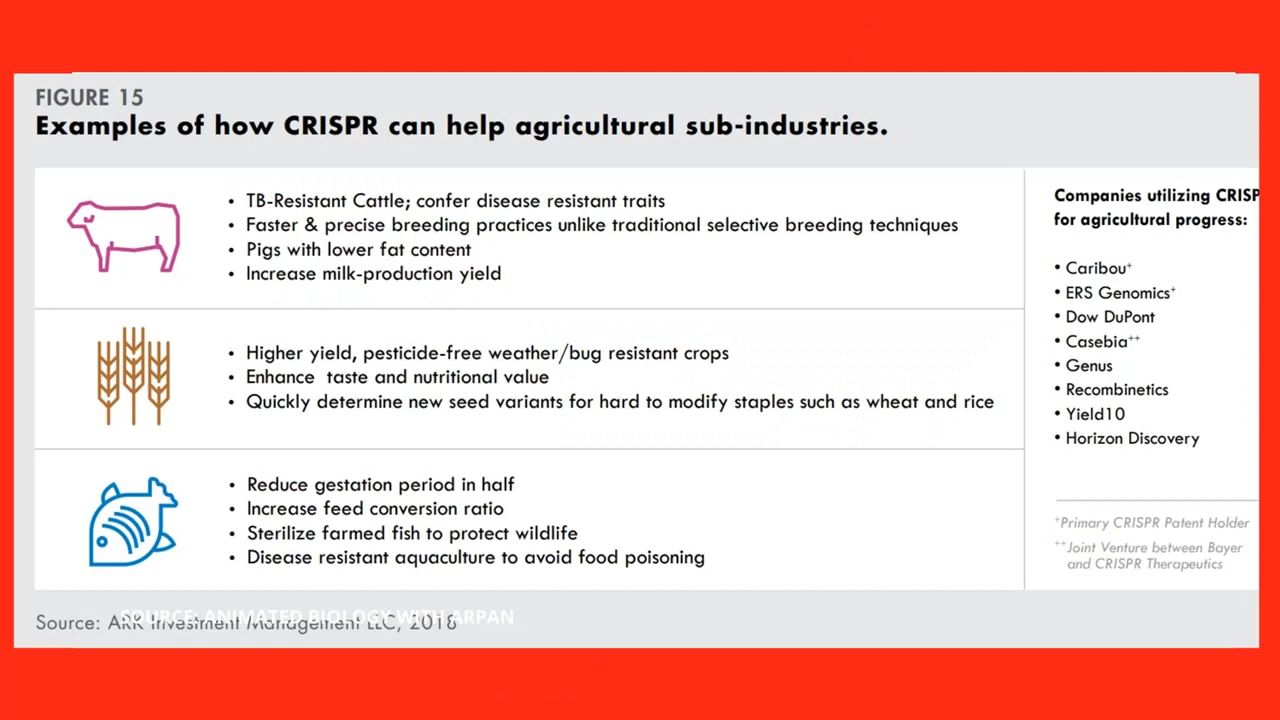 FIGURE 15
Examples of how CRISPR can help agricultural sub-industries.
• TB-Resistant Cattle; confer disease resistant traits
• Faster & precise breeding practices unlike traditional selective breeding techniques
• Pigs with lower fat content
• Increase milk-production yield
• Higher yield, pesticide-free weather/bug resistant crops
• Enhance  taste and nutritional value
• Quickly determine new seed variants for hard to modify staples such as wheat and rice
• Reduce gestation period in half
• Increase feed conversion ratio
• Sterilize farmed fish to protect wildlife
• Disease resistant aquaculture to avoid food poisoning
Companies utilizing CRISP
for agricultural progress:
• Caribou+
• ERS Genomics+
• Dow DuPont
• Casebia++
• Genus
• Recombinetics
• Yield10
• Horizon Discovery
+Primary CRISPR Patent Holder
++Joint Venture between Bayer
and CRISPR Therapeutics
SOURCE: ANIMATED BIOLOGY WITH ARPAN
Source: ARK Investment Management LLC, 2018